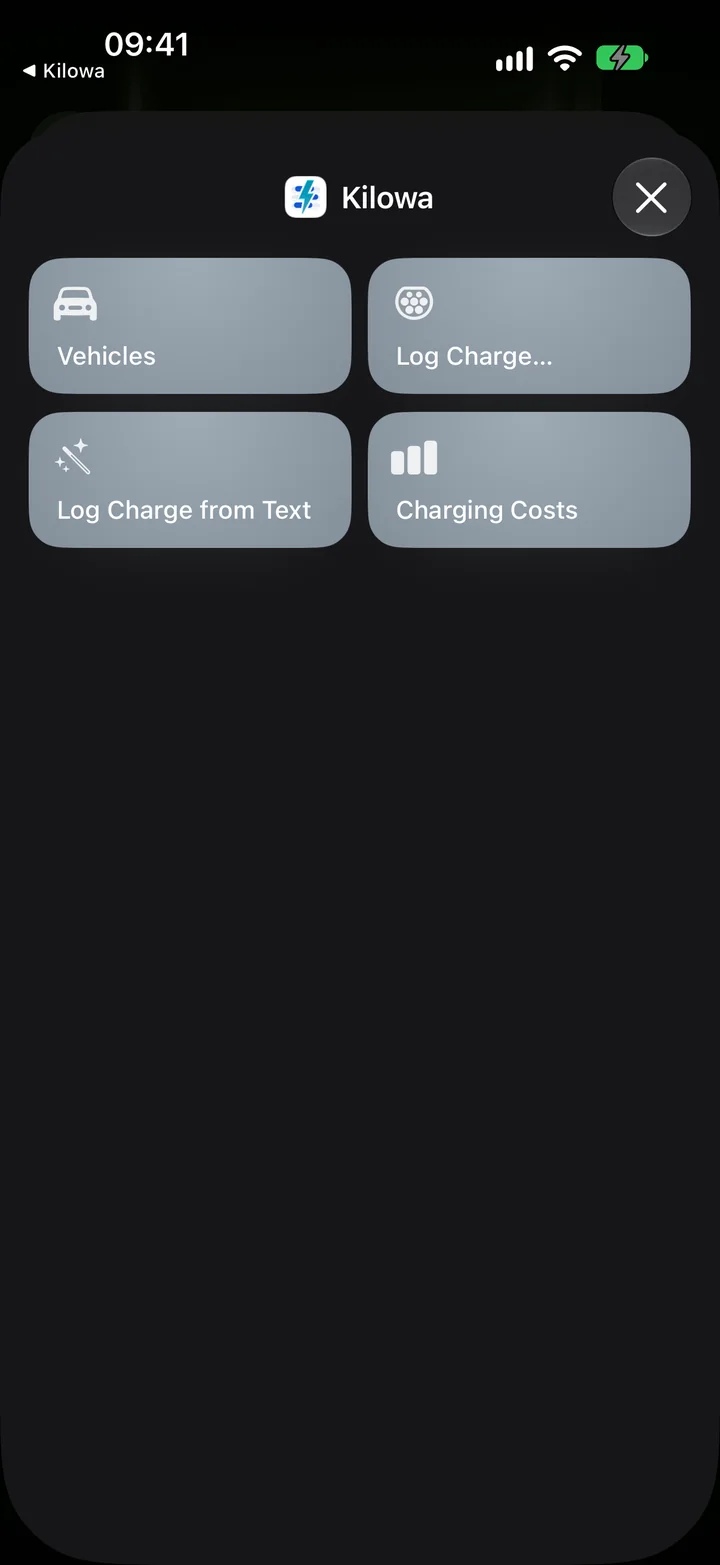 09:41
◀ Kilowa
Kilowa
Vehicles
Log Charge...
Log Charge from Text
Charging Costs